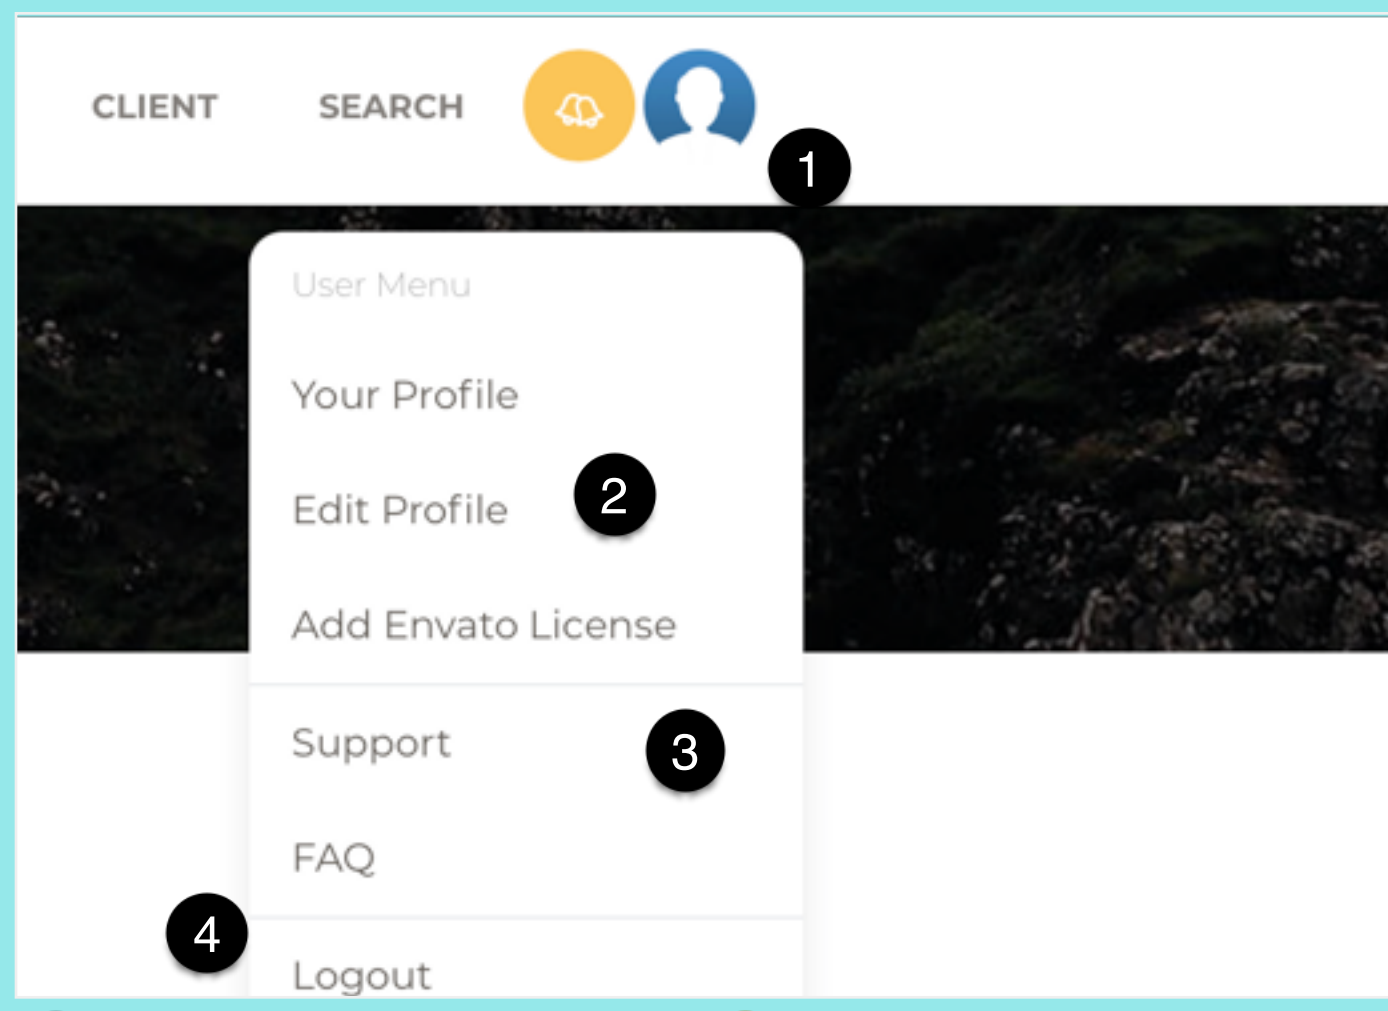 CLIENT SEARCH
1
User Menu
Your Profile
2
Edit Profile
Add Envato License
Support
3
FAQ
4
Logout